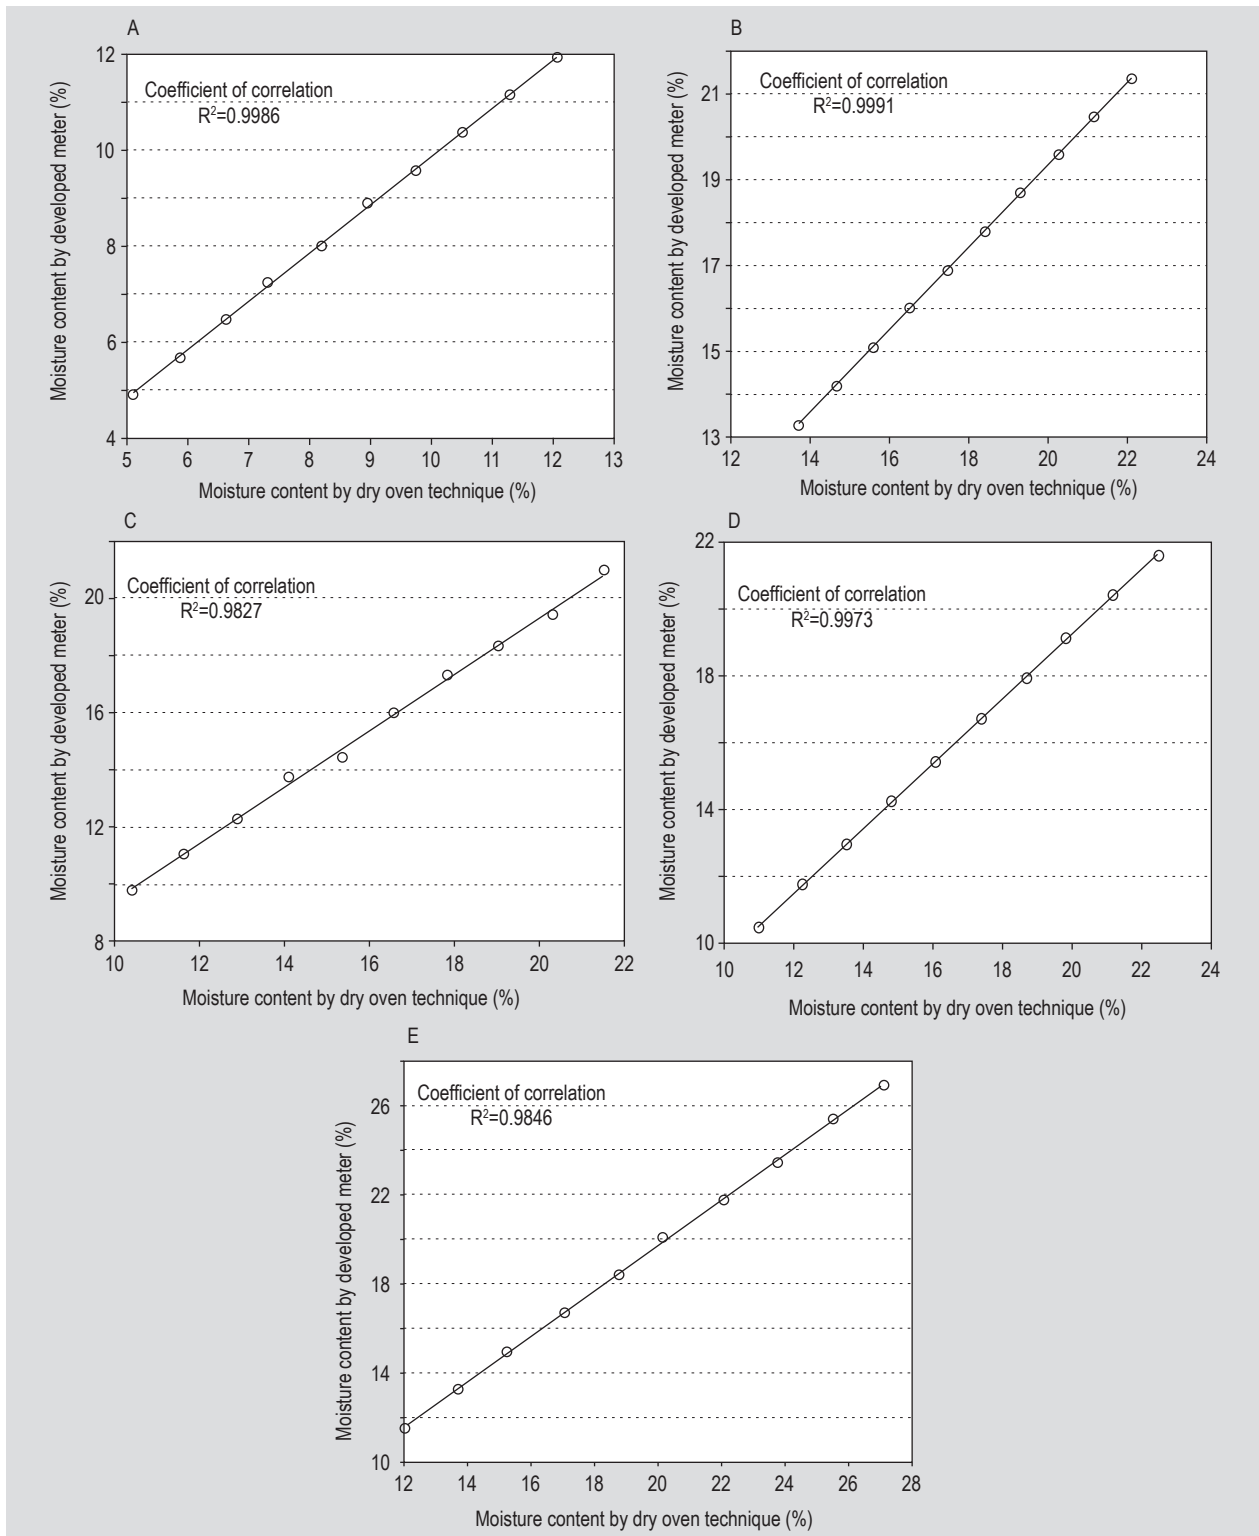 A
Coefficient of correlation
R²=0.9986
Moisture content by developed meter (%)
12
10
8
6
4
5 6 7 8 9 10 11 12 13
Moisture content by dry oven technique (%)
B
Coefficient of correlation
R²=0.9991
Moisture content by developed meter (%)
21
19
17
15
13
12 14 16 18 20 22 24
Moisture content by dry oven technique (%)
C
Coefficient of correlation
R²=0.9827
Moisture content by developed meter (%)
20
16
12
8
10 12 14 16 18 20 22
Moisture content by dry oven technique (%)
D
Coefficient of correlation
R²=0.9973
Moisture content by developed meter (%)
22
18
14
10
10 12 14 16 18 20 22 24
Moisture content by dry oven technique (%)
E
Coefficient of correlation
R²=0.9846
Moisture content by developed meter (%)
26
22
18
14
10
12 14 16 18 20 22 24 26 28
Moisture content by dry oven technique (%)